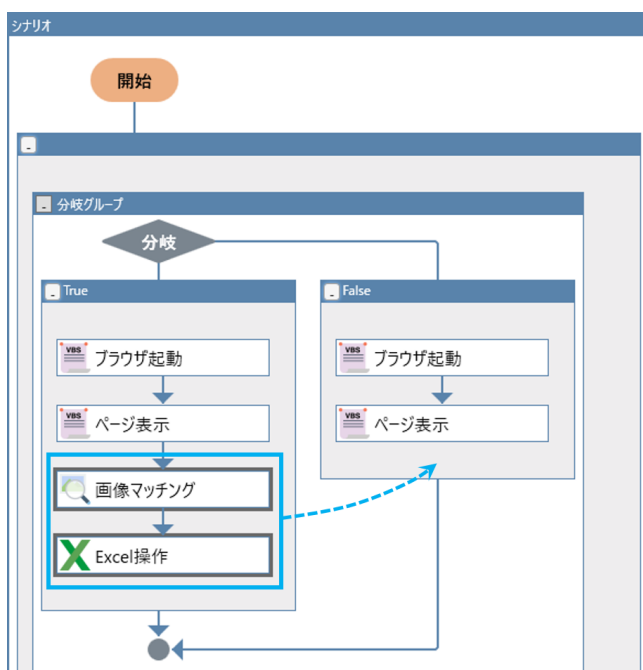 シナリオ
開始
分岐グループ
分岐
True
False
VBS ブラウザ起動
VBS ブラウザ起動
VBS ページ表示
VBS ページ表示
画像マッチング
Excel操作